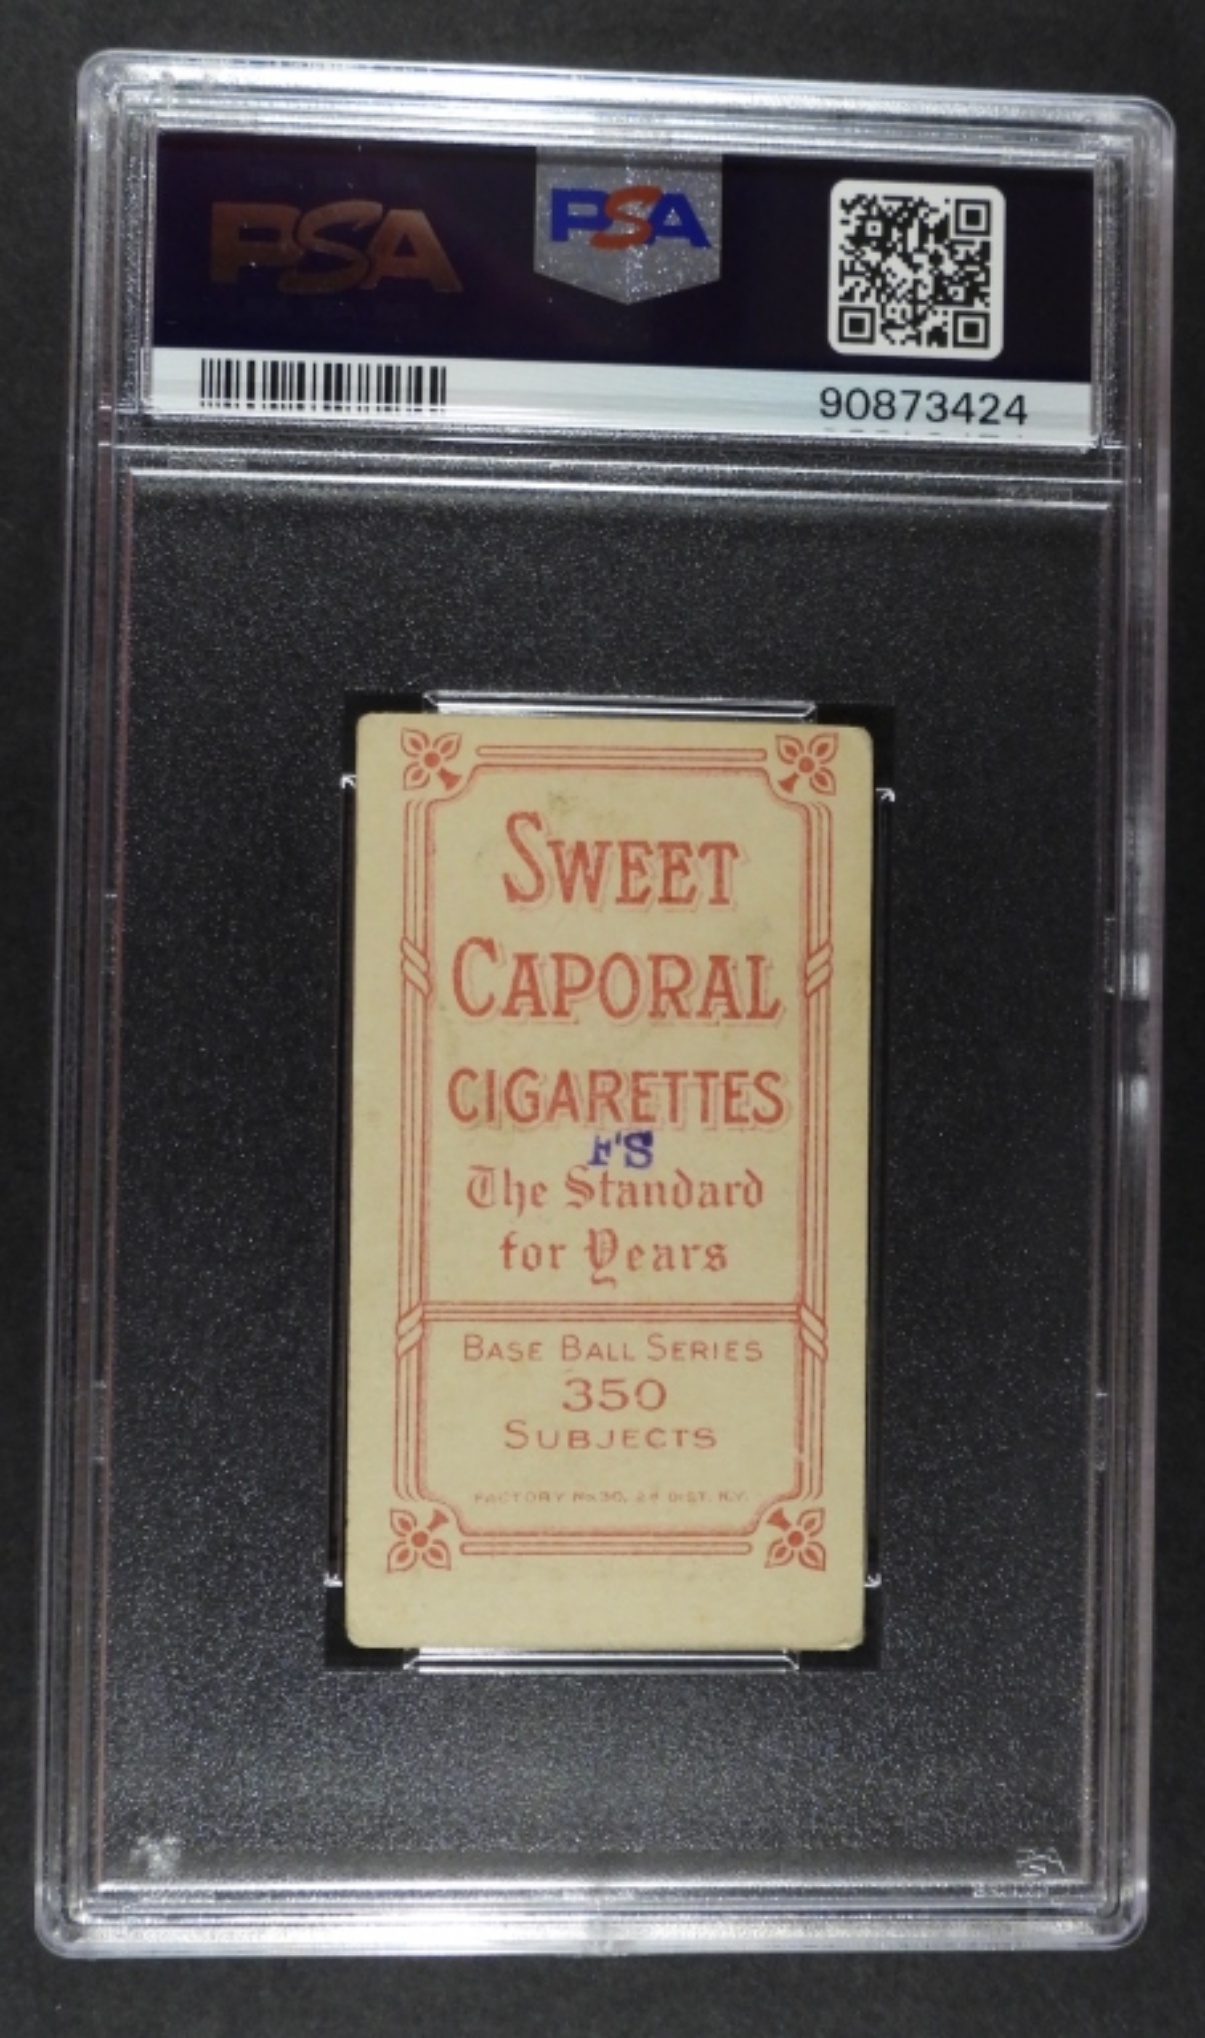 PSA
PSA
90873424
SWEET
CAPORAL
CIGARETTES
F'S
The Standard
for Years
BASE BALL SERIES
350
SUBJECTS
FACTORY No. 30, 2d DIST. N.Y.
PSA